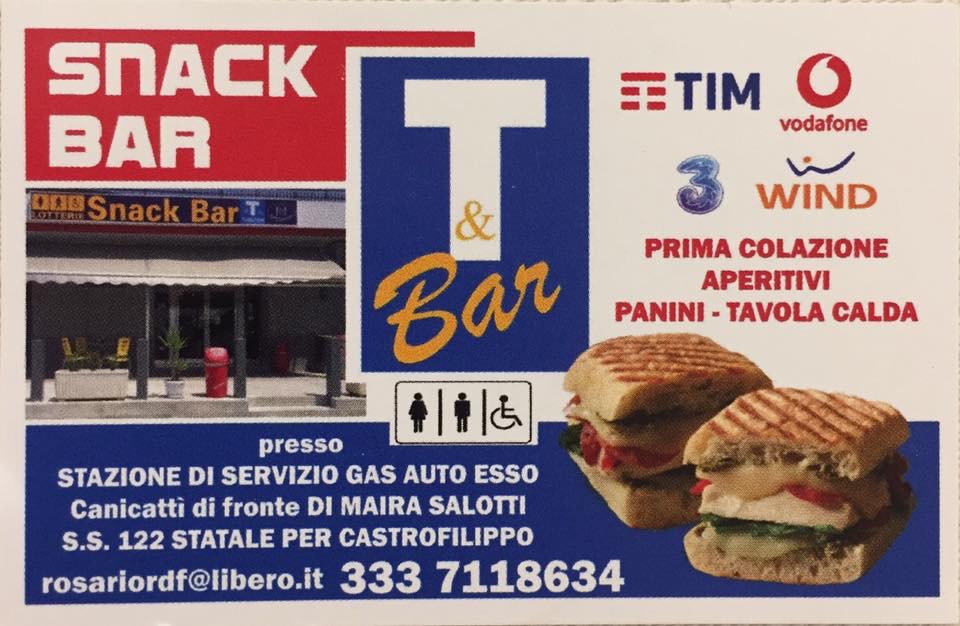 SNACK
BAR
LOTTERIE Snack Bar T
T
&
Bar
TIM
vodafone
3
WIND
PRIMA COLAZIONE
APERITIVI
PANINI - TAVOLA CALDA
presso
STAZIONE DI SERVIZIO GAS AUTO ESSO
Canicattì di fronte DI MAIRA SALOTTI
S.S. 122 STATALE PER CASTROFILIPPO
rosariordf@libero.it 333 7118634